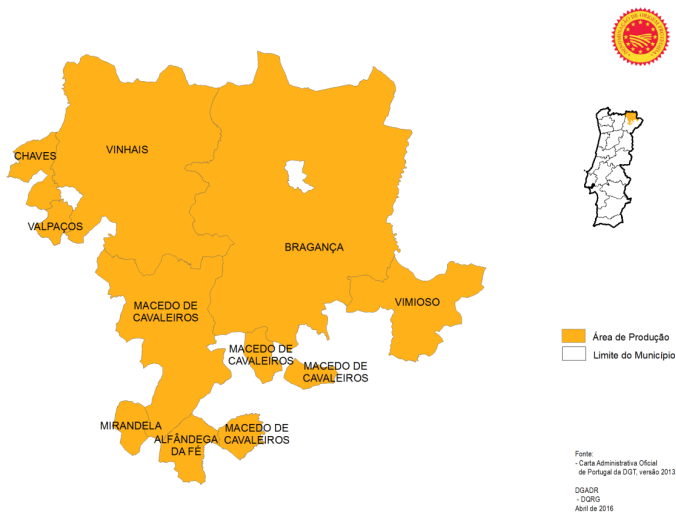 CHAVES
VINHAIS
VALPAÇOS
BRAGANÇA
MACEDO DE
CAVALEIROS
VIMIOSO
MACEDO DE
CAVALEIROS
MACEDO DE
CAVALEIROS
MIRANDELA
ALFÂNDEGA
DA FÉ
MACEDO DE
CAVALEIROS
Área de Produção
Limite do Município
Fonte:
- Carta Administrativa Oficial
de Portugal da DGT, versão 2013
DGADR
- DQRG
Abril de 2016